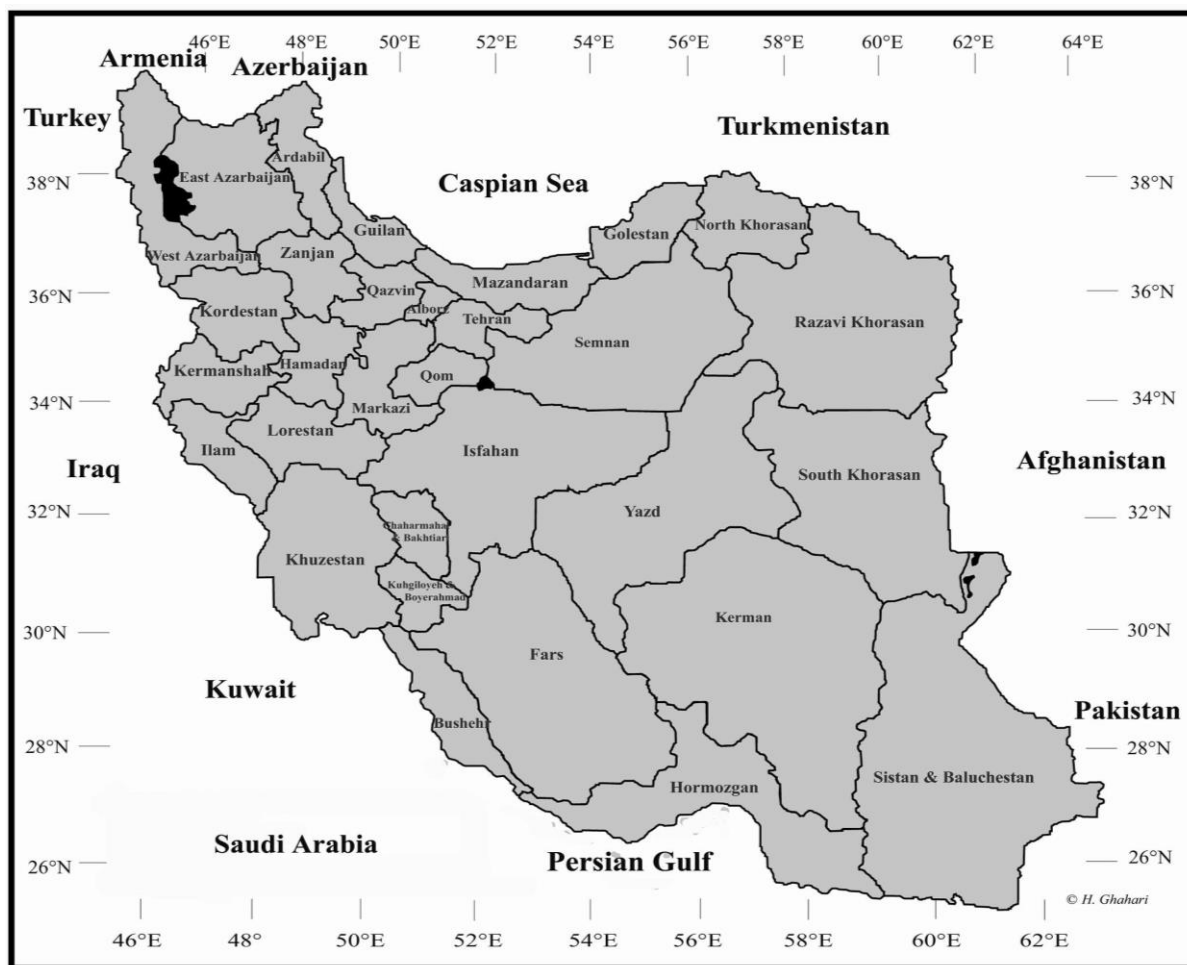 46°E 48°E 50°E 52°E 54°E 56°E 58°E 60°E 62°E 64°E
Armenia
Azerbaijan
Turkey
Turkmenistan
Ardabil
East Azarbaijan
38°N
Caspian Sea
38°N
Guilan
Golestan
North Khorasan
West Azarbaijan
Zanjan
Mazandaran
36°N
Qazvin
36°N
Alborz
Kordestan
Tehran
Razavi Khorasan
Semnan
Kermanshah
Hamadan
Qom
34°N
Markazi
34°N
Lorestan
Ilam
Isfahan
Iraq
Afghanistan
South Khorasan
32°N
Yazd
32°N
Chaharmahal
& Bakhtiar
Khuzestan
Kuhgiloyeh &
Boyerahmad
Kerman
30°N
30°N
Fars
Kuwait
Pakistan
Bushehr
28°N
28°N
Sistan & Baluchestan
Hormozgan
Saudi Arabia
Persian Gulf
26°N
26°N
© H. Ghahari
46°E 48° 50°E 52°E 54°E 56°E 58°E 60°E 62°E